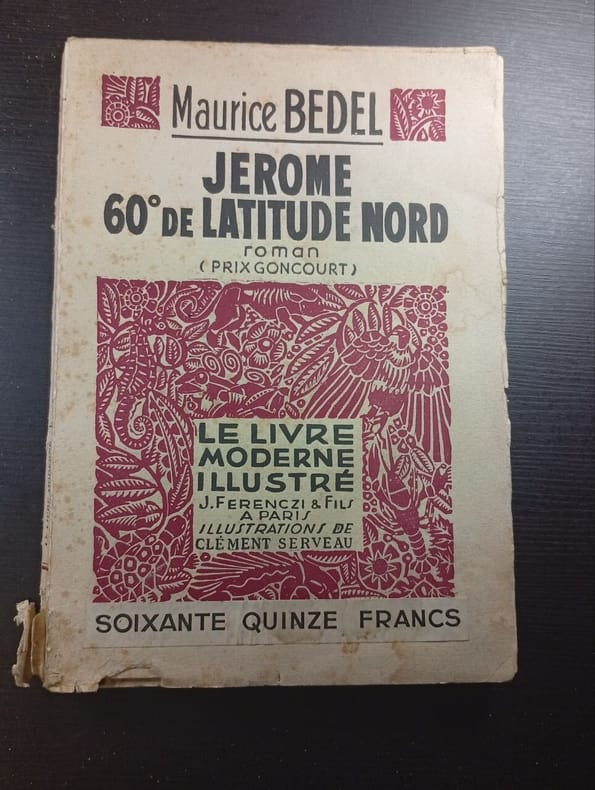 Maurice BEDEL
JEROME
60° DE LATITUDE NORD
roman
(PRIX GONCOURT)
LE LIVRE
MODERNE
ILLUSTRÉ
J. FERENCZI & FILS
A PARIS
ILLUSTRATIONS DE
CLÉMENT SERVEAU
SOIXANTE QUINZE FRANCS